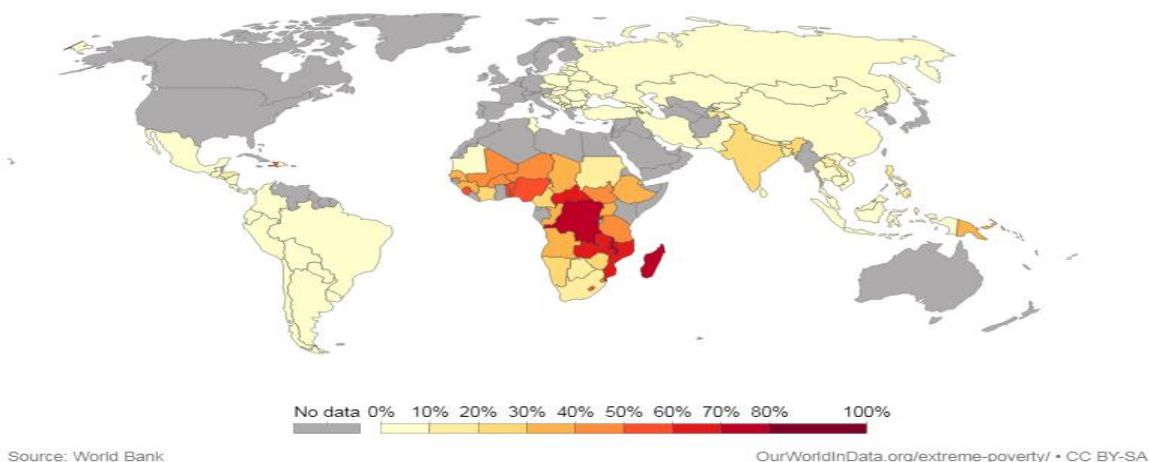 No data 0% 10% 20% 30% 40% 50% 60% 70% 80% 100%
Source: World Bank OurWorldInData.org/extreme-poverty/ • CC BY-SA